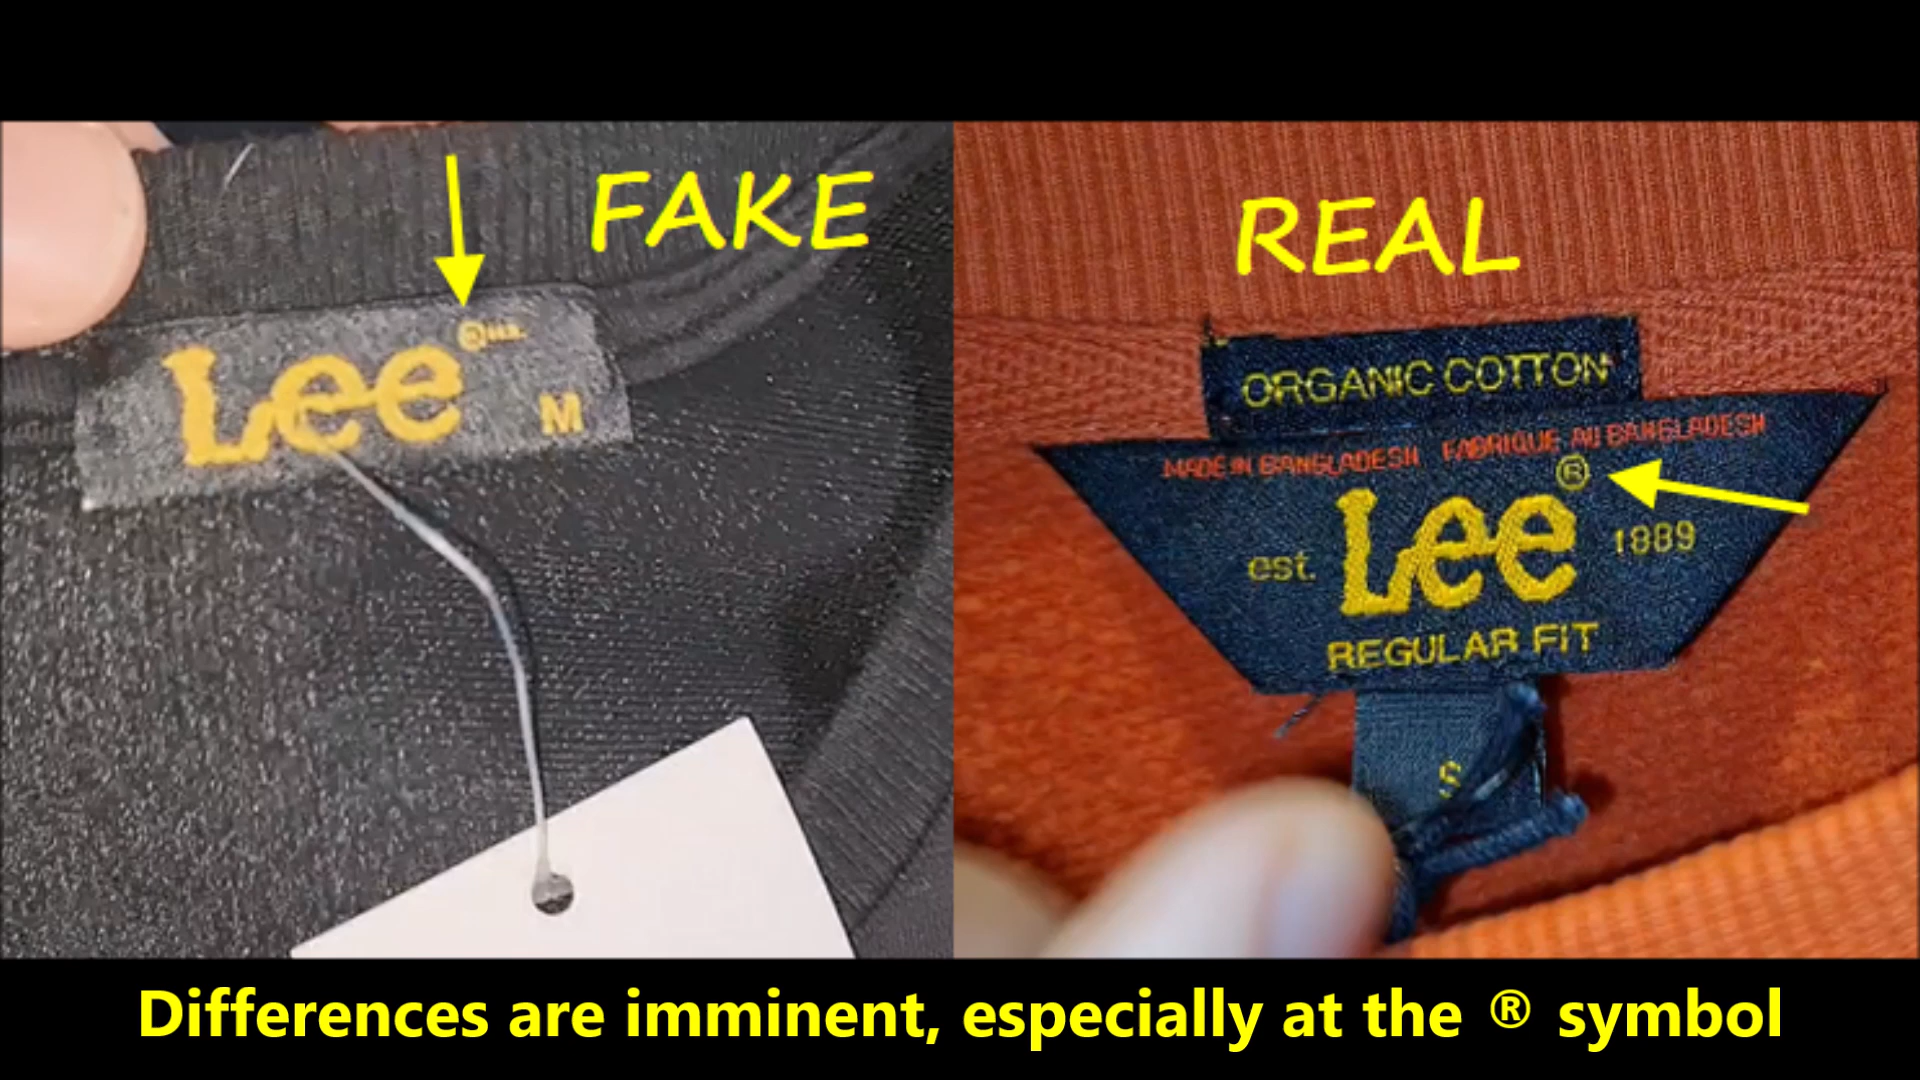 FAKE
Lee
M
REAL
ORGANIC COTTON
MADE IN BANGLADESH FABRIQUE AU BANGLADESH
®
est. Lee 1889
REGULAR FIT
S
Differences are imminent, especially at the ® symbol